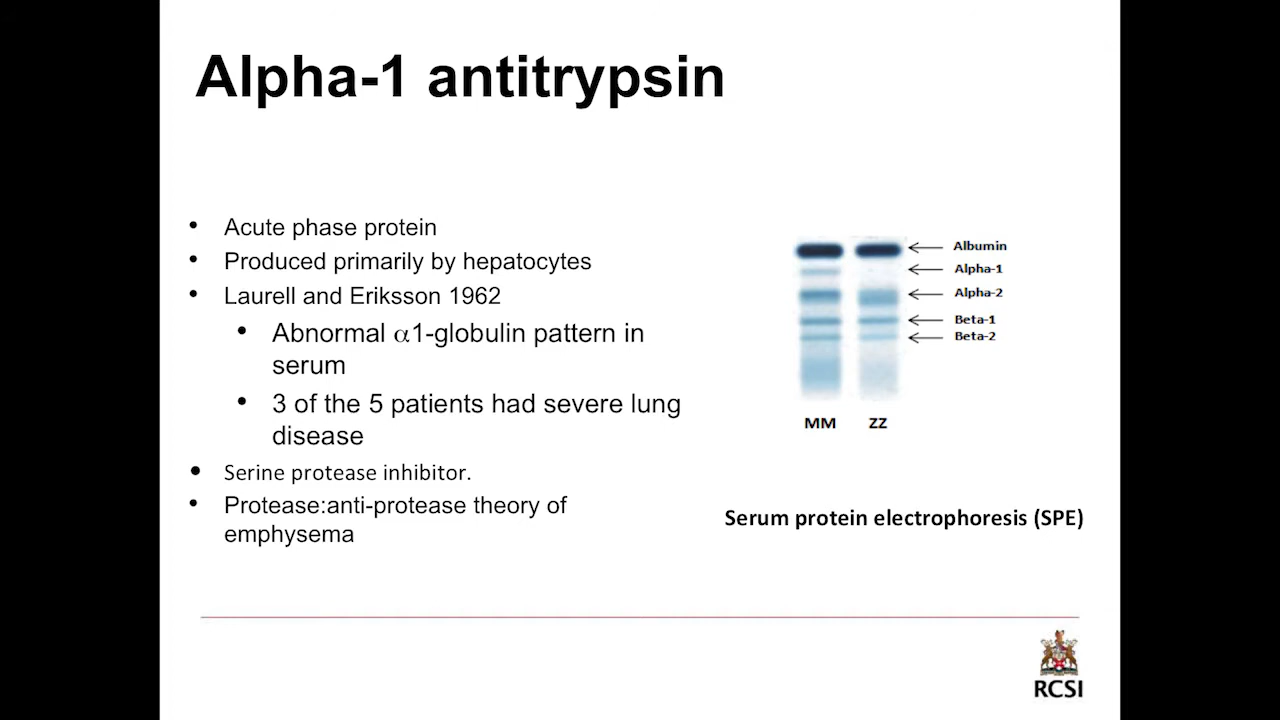 Alpha-1 antitrypsin
• Acute phase protein
• Produced primarily by hepatocytes
• Laurell and Eriksson 1962
• Abnormal α1-globulin pattern in
serum
• 3 of the 5 patients had severe lung
disease
• Serine protease inhibitor.
• Protease:anti-protease theory of
emphysema
Albumin
Alpha-1
Alpha-2
Beta-1
Beta-2
MM ZZ
Serum protein electrophoresis (SPE)
RCSI